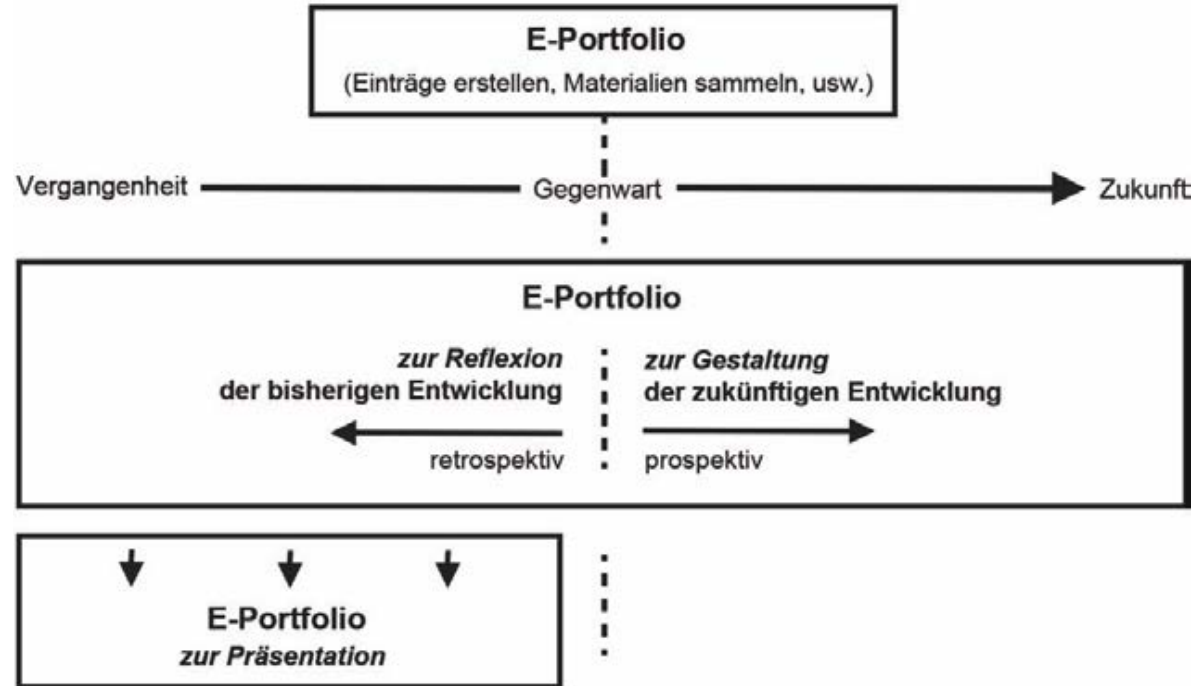 E-Portfolio
(Einträge erstellen, Materialien sammeln, usw.)
Vergangenheit Gegenwart Zukunft
E-Portfolio
zur Reflexion zur Gestaltung
der bisherigen Entwicklung der zukünftigen Entwicklung
retrospektiv prospektiv
E-Portfolio
zur Präsentation